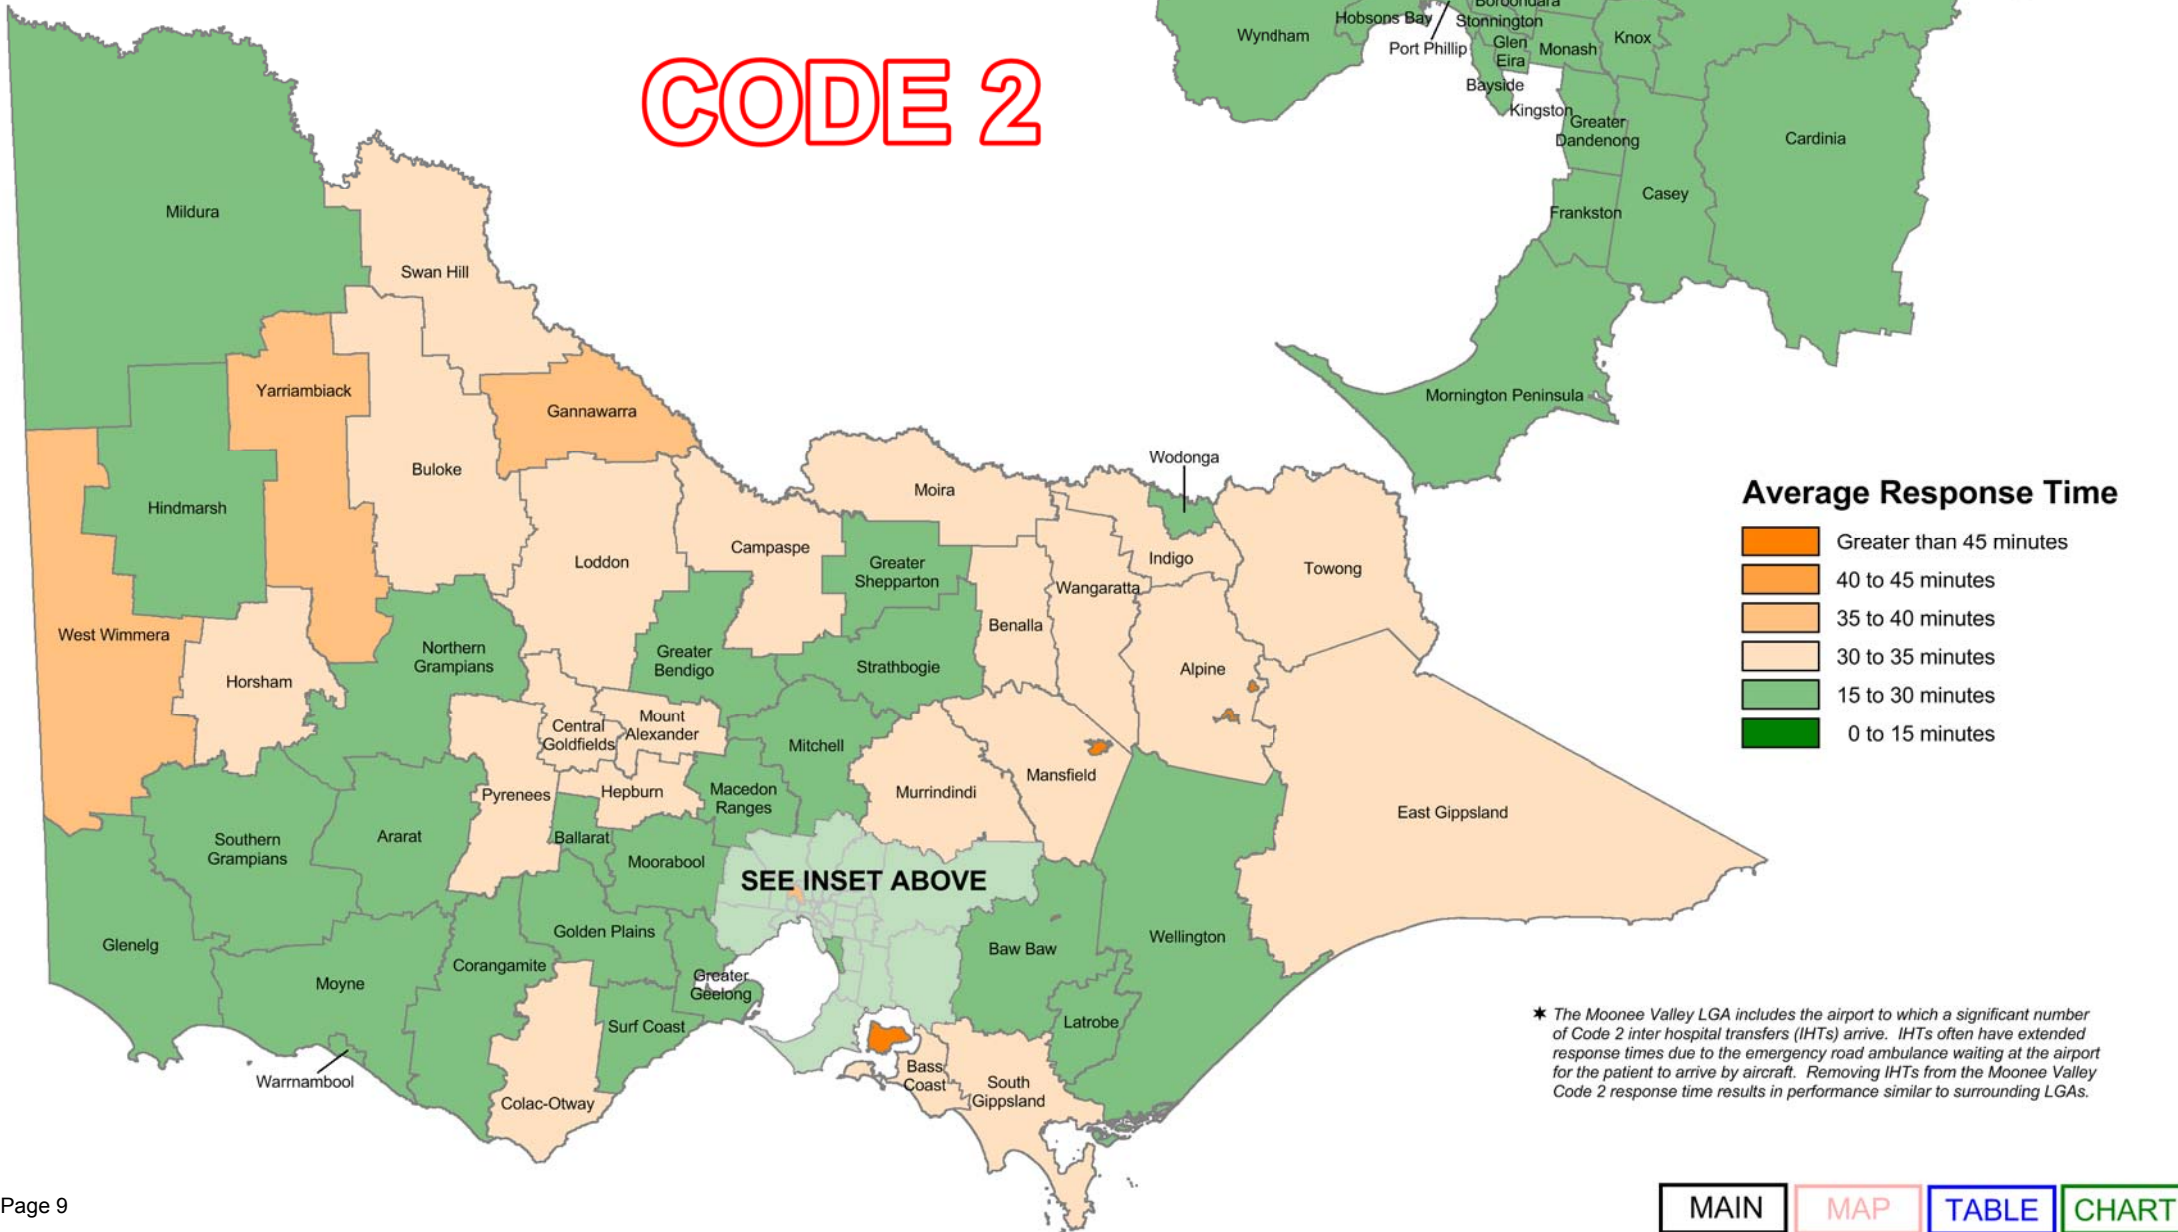 Boroondara
Hobsons Bay
Stonnington
Wyndham
Port Phillip
Glen
Eira
Monash
Knox
Bayside
Kingston
Greater
Dandenong
Cardinia
Casey
Frankston
Mornington Peninsula
CODE 2
Mildura
Swan Hill
Yarriambiack
Gannawarra
Buloke
Hindmarsh
Moira
Wodonga
Loddon
Campaspe
Greater
Shepparton
Indigo
Wangaratta
Towong
West Wimmera
Horsham
Northern
Grampians
Greater
Bendigo
Strathbogie
Benalla
Alpine
Central
Goldfields
Mount
Alexander
Mitchell
Mansfield
Murrindindi
Pyrenees
Hepburn
Macedon
Ranges
East Gippsland
Southern
Grampians
Ararat
Ballarat
Moorabool
SEE INSET ABOVE
Glenelg
Moyne
Corangamite
Golden Plains
Greater
Geelong
Baw Baw
Wellington
Surf Coast
Latrobe
Warrnambool
Colac-Otway
Bass
Coast
South
Gippsland
Average Response Time
Greater than 45 minutes
40 to 45 minutes
35 to 40 minutes
30 to 35 minutes
15 to 30 minutes
0 to 15 minutes
✶ The Moonee Valley LGA includes the airport to which a significant number
of Code 2 inter hospital transfers (IHTs) arrive. IHTs often have extended
response times due to the emergency road ambulance waiting at the airport
for the patient to arrive by aircraft. Removing IHTs from the Moonee Valley
Code 2 response time results in performance similar to surrounding LGAs.
Page 9
MAIN
MAP
TABLE
CHART